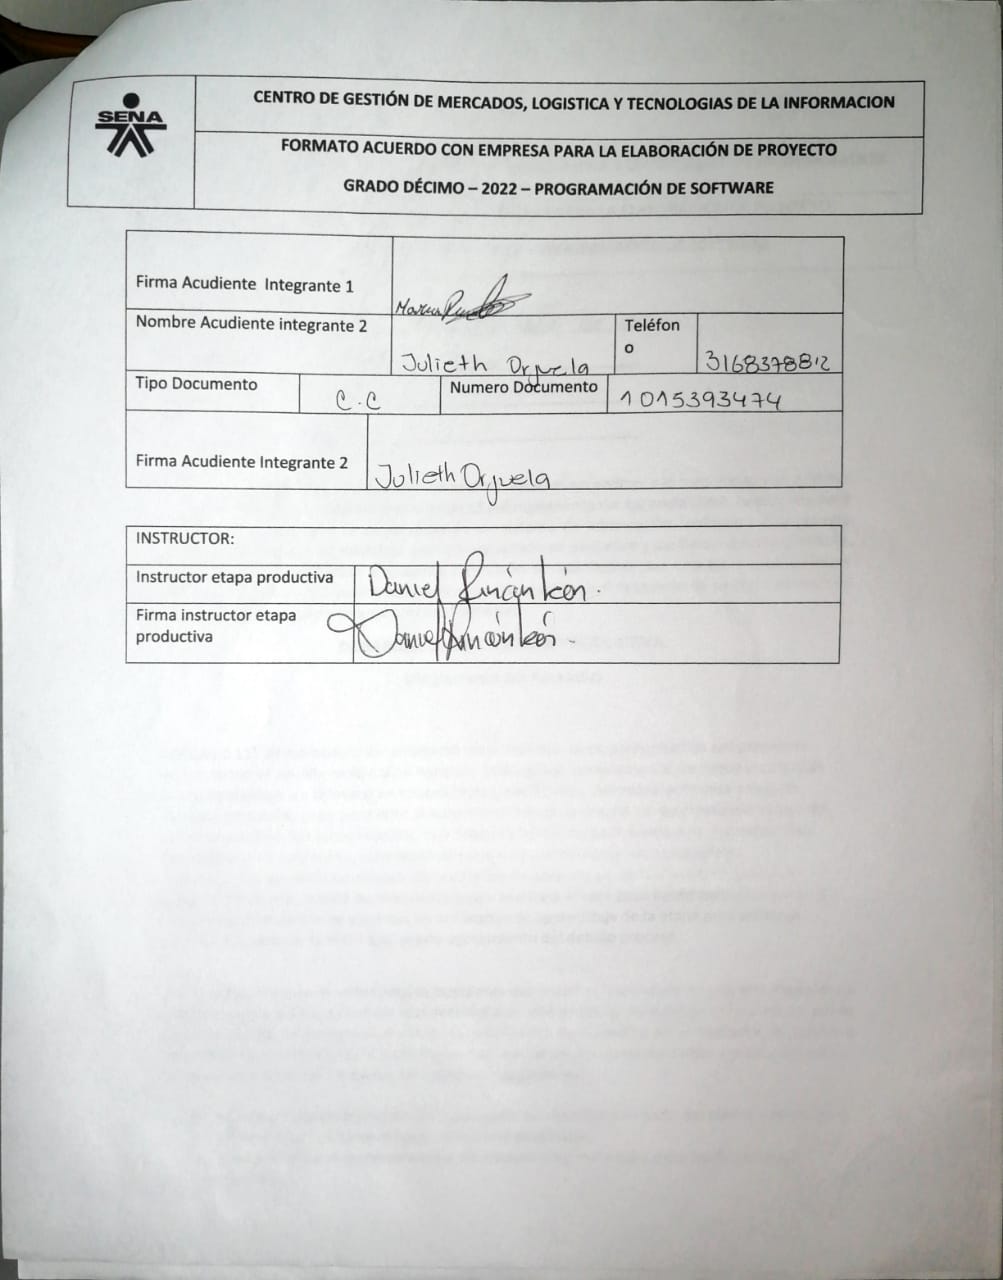 SENA
CENTRO DE GESTIÓN DE MERCADOS, LOGISTICA Y TECNOLOGIAS DE LA INFORMACION
FORMATO ACUERDO CON EMPRESA PARA LA ELABORACIÓN DE PROYECTO
GRADO DÉCIMO – 2022 – PROGRAMACIÓN DE SOFTWARE
Firma Acudiente Integrante 1
Nombre Acudiente integrante 2 Julieth Orjuela Teléfon
o 3168378812
Tipo Documento C.C Numero Documento 1015393474
Firma Acudiente Integrante 2 Julieth Orjuela
INSTRUCTOR:
Instructor etapa productiva Daniel Rincón León.
Firma instructor etapa
productiva Daniel Rincón León.